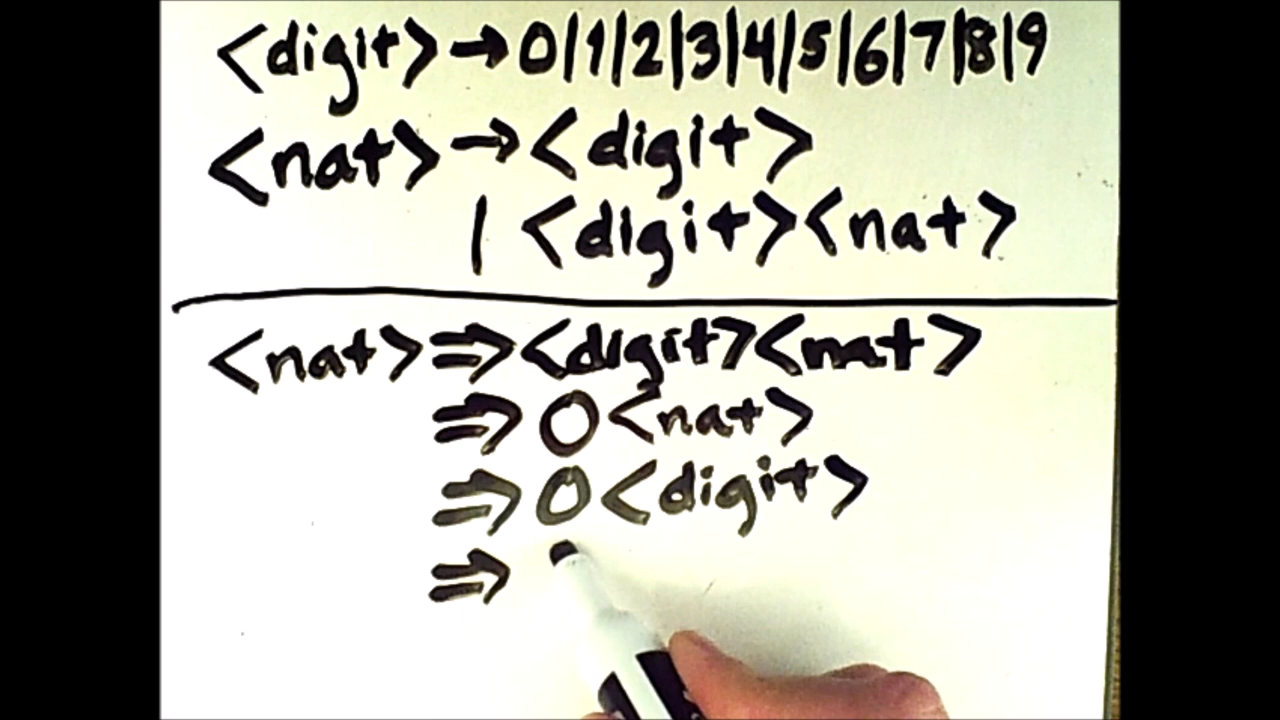 <digit> → 0|1|2|3|4|5|6|7|8|9
<nat> → <digit>
| <digit><nat>
<nat> ⇒ <digit><nat>
⇒ 0<nat>
⇒ 0<digit>
⇒